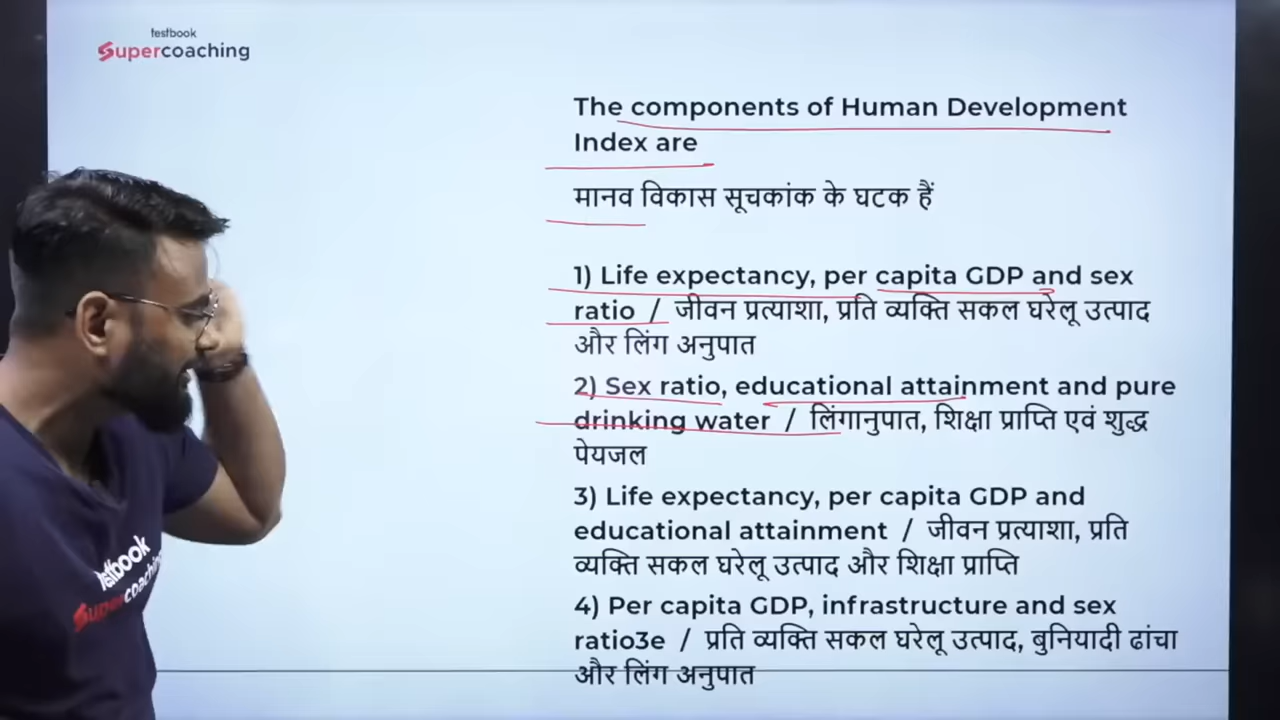 testbook
Supercoaching
The components of Human Development
Index are
मानव विकास सूचकांक के घटक हैं
1) Life expectancy, per capita GDP and sex
ratio / जीवन प्रत्याशा, प्रति व्यक्ति सकल घरेलू उत्पाद
और लिंग अनुपात
2) Sex ratio, educational attainment and pure
drinking water / लिंगानुपात, शिक्षा प्राप्ति एवं शुद्ध
पेयजल
3) Life expectancy, per capita GDP and
educational attainment / जीवन प्रत्याशा, प्रति
व्यक्ति सकल घरेलू उत्पाद और शिक्षा प्राप्ति
4) Per capita GDP, infrastructure and sex
ratio3e / प्रति व्यक्ति सकल घरेलू उत्पाद, बुनियादी ढांचा
और लिंग अनुपात
testbook
Supercoaching